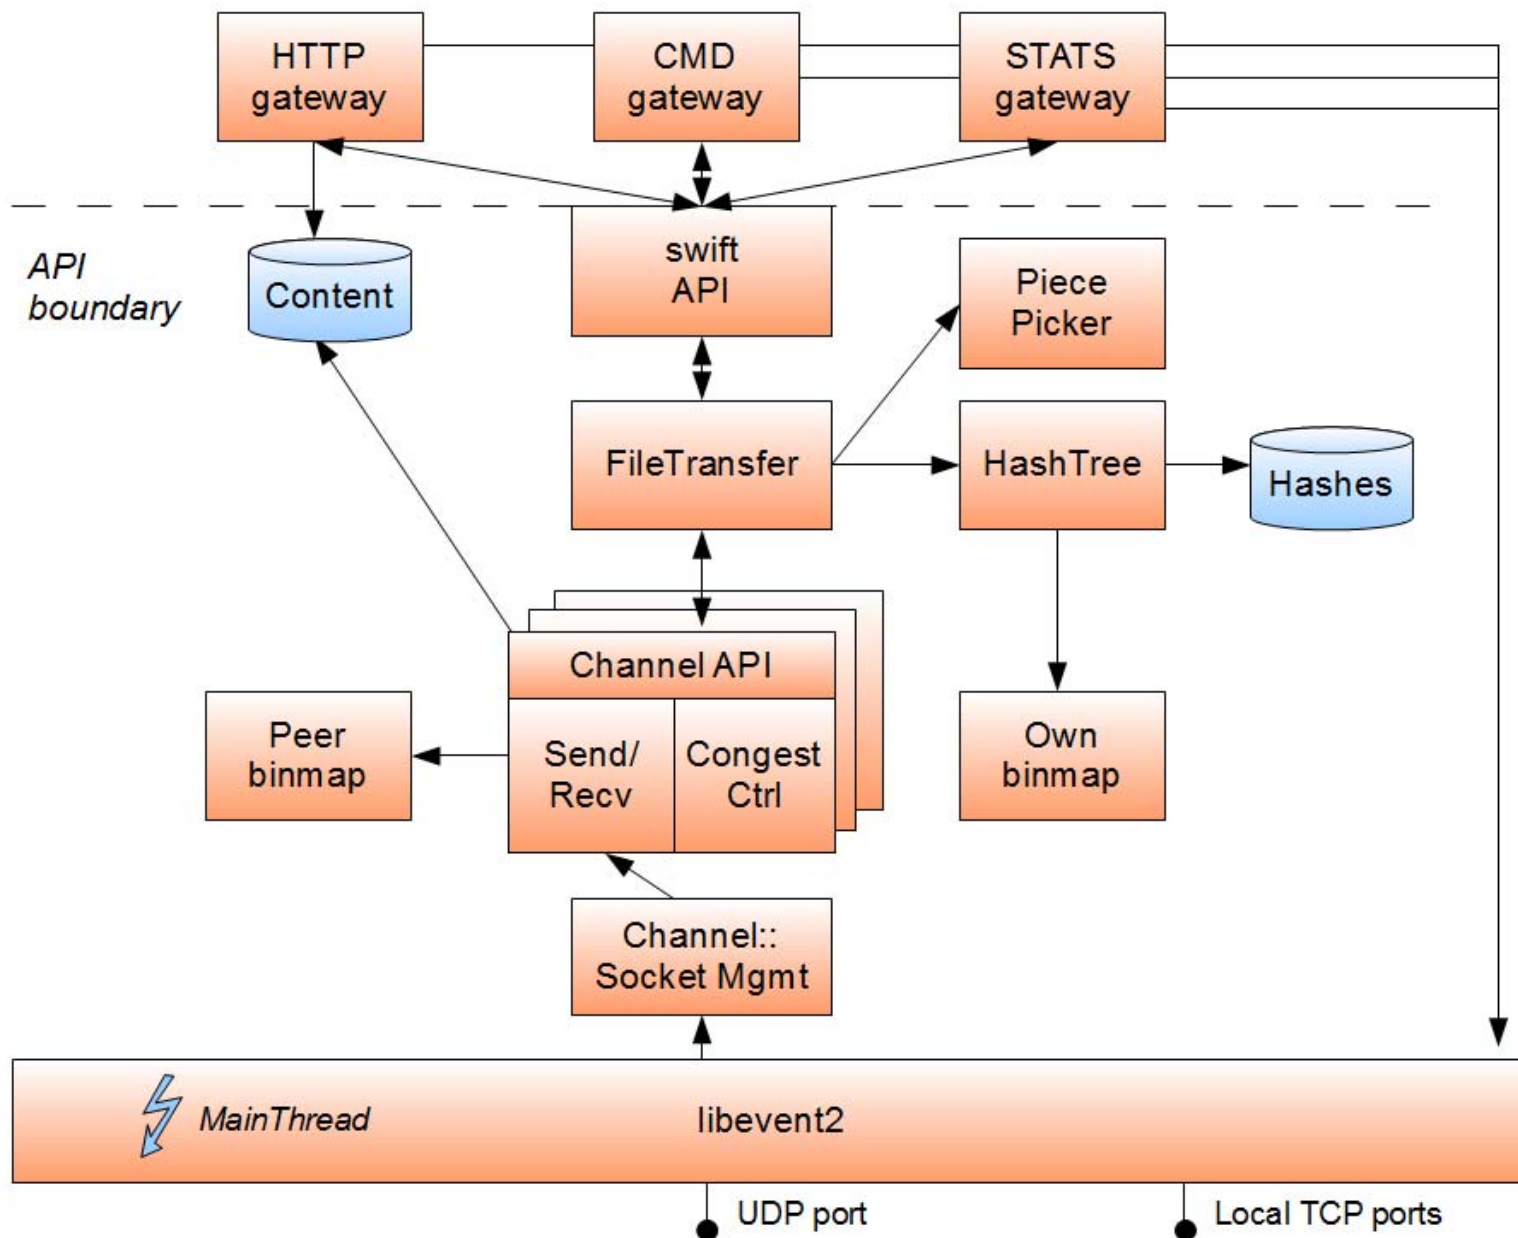 HTTP
gateway
CMD
gateway
STATS
gateway
API
boundary
Content
swift
API
Piece
Picker
FileTransfer
HashTree
Hashes
Channel API
Peer
binmap
Send/
Recv
Congest
Ctrl
Own
binmap
Channel::
Socket Mgmt
MainThread
libevent2
UDP port
Local TCP ports